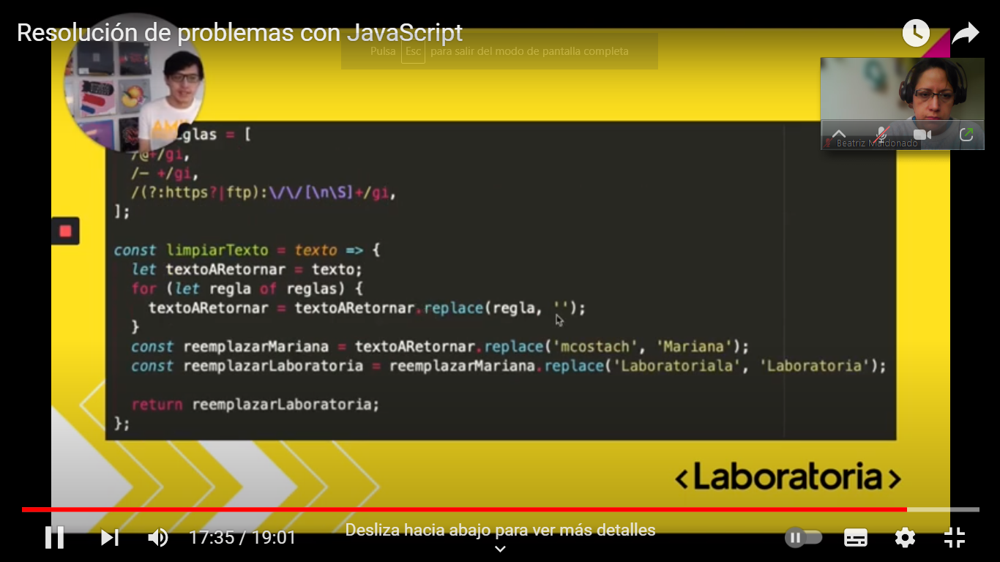 Resolución de problemas con JavaScript
Pulsa Esc para salir del modo de pantalla completa
Beatriz Maldonado
glas = [
/@+/gi,
/— +/gi,
/(?:https?|ftp):\/\/[\n\S]+/gi,
];
const limpiarTexto = texto => {
let textoARetornar = texto;
for (let regla of reglas) {
textoARetornar = textoARetornar.replace(regla, '');
}
const reemplazarMariana = textoARetornar.replace('mcostach', 'Mariana');
const reemplazarLaboratoria = reemplazarMariana.replace('Laboratoriala', 'Laboratoria');
return reemplazarLaboratoria;
};
<Laboratoria>
17:35 / 19:01
Desliza hacia abajo para ver más detalles